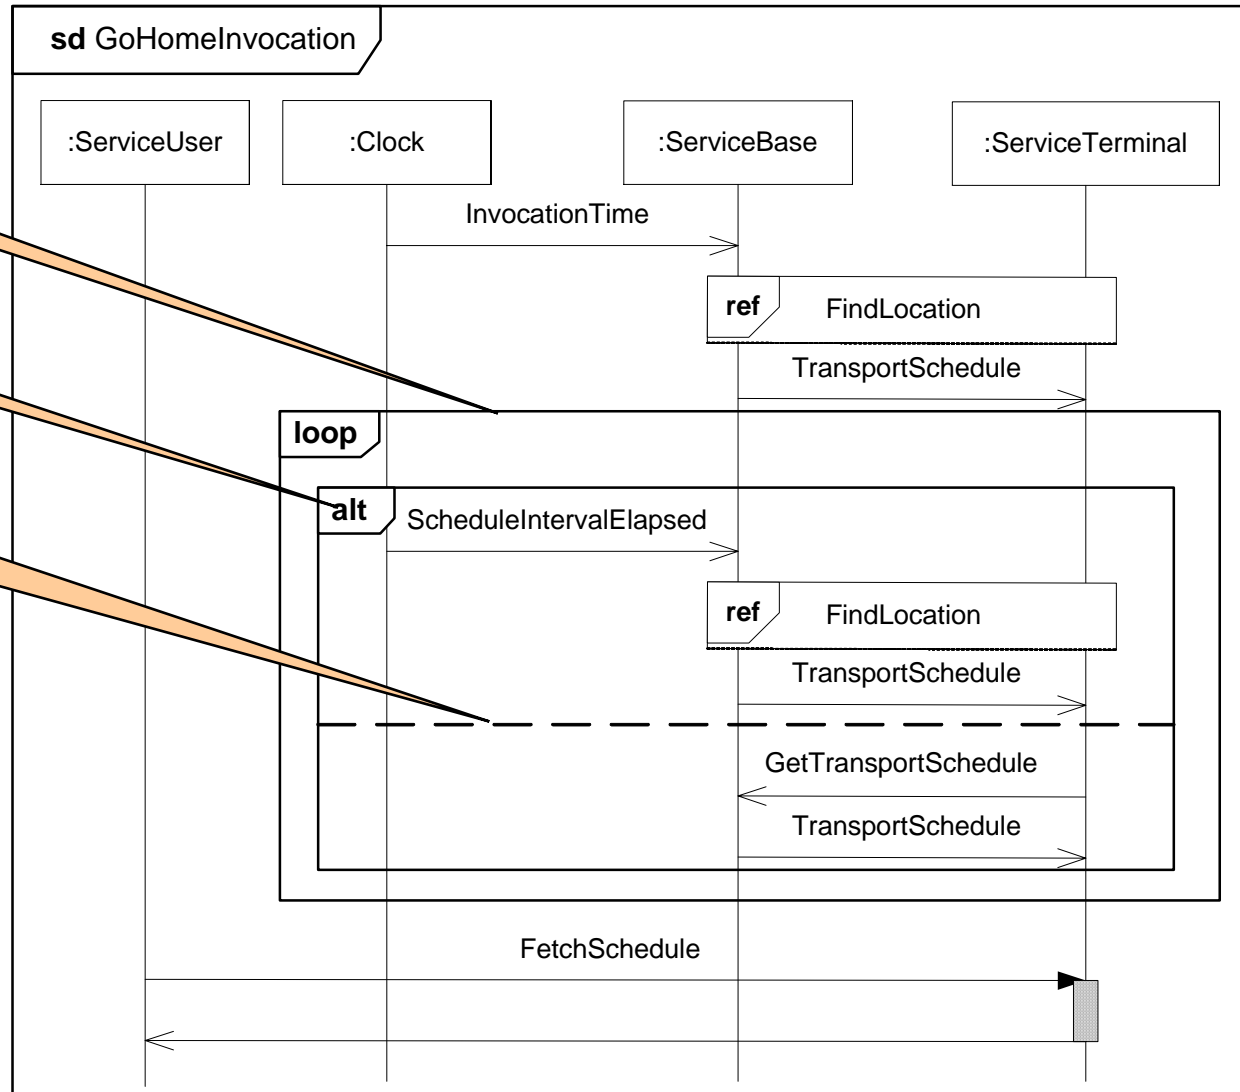 sd GoHomeInvocation
:ServiceUser
:Clock
:ServiceBase
:ServiceTerminal
InvocationTime
ref
FindLocation
TransportSchedule
loop
alt
ScheduleIntervalElapsed
ref
FindLocation
TransportSchedule
GetTransportSchedule
TransportSchedule
FetchSchedule